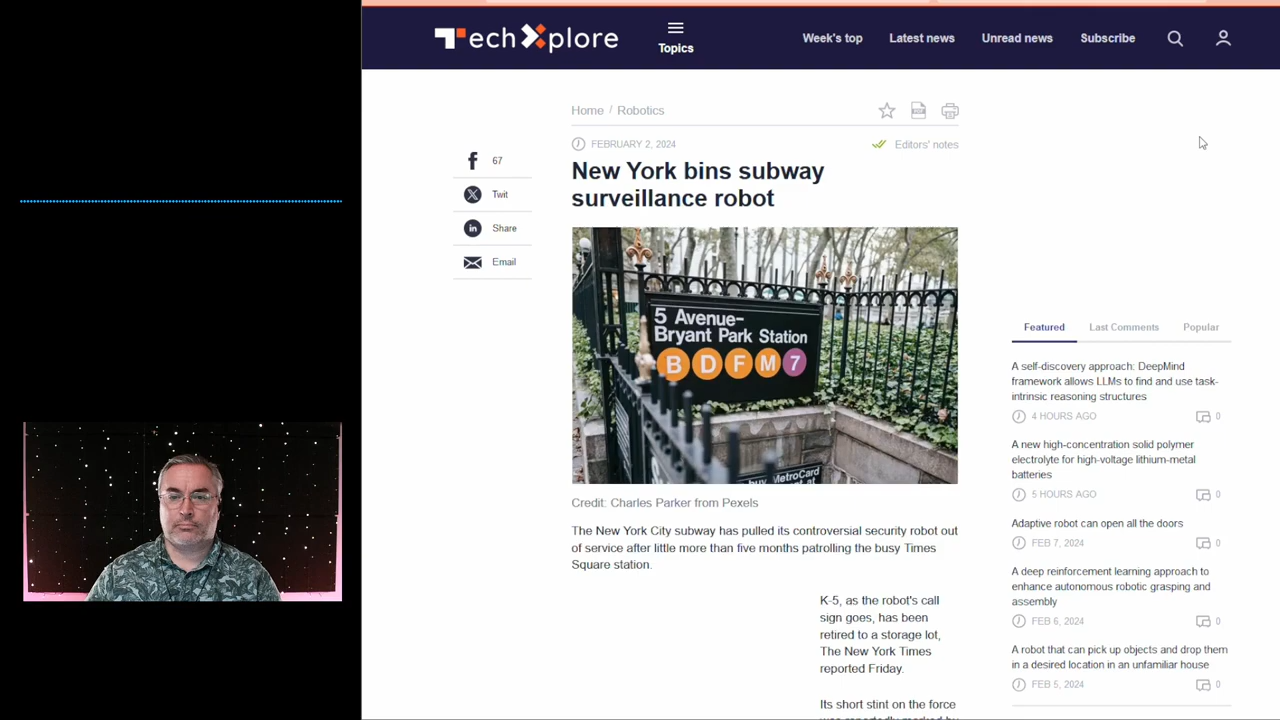 TechXplore
Topics
Week's top
Latest news
Unread news
Subscribe
Home / Robotics
PDF
FEBRUARY 2, 2024
Editors' notes
New York bins subway
surveillance robot
67
Twit
Share
in
Email
5 Avenue-
Bryant Park Station
B D F M 7
buy MetroCard
Credit: Charles Parker from Pexels
The New York City subway has pulled its controversial security robot out
of service after little more than five months patrolling the busy Times
Square station.
K-5, as the robot's call
sign goes, has been
retired to a storage lot,
The New York Times
reported Friday.
Its short stint on the force
Featured
Last Comments
Popular
A self-discovery approach: DeepMind
framework allows LLMs to find and use task-
intrinsic reasoning structures
4 HOURS AGO
0
A new high-concentration solid polymer
electrolyte for high-voltage lithium-metal
batteries
5 HOURS AGO
0
Adaptive robot can open all the doors
FEB 7, 2024
0
A deep reinforcement learning approach to
enhance autonomous robotic grasping and
assembly
FEB 6, 2024
0
A robot that can pick up objects and drop them
in a desired location in an unfamiliar house
FEB 5, 2024
0